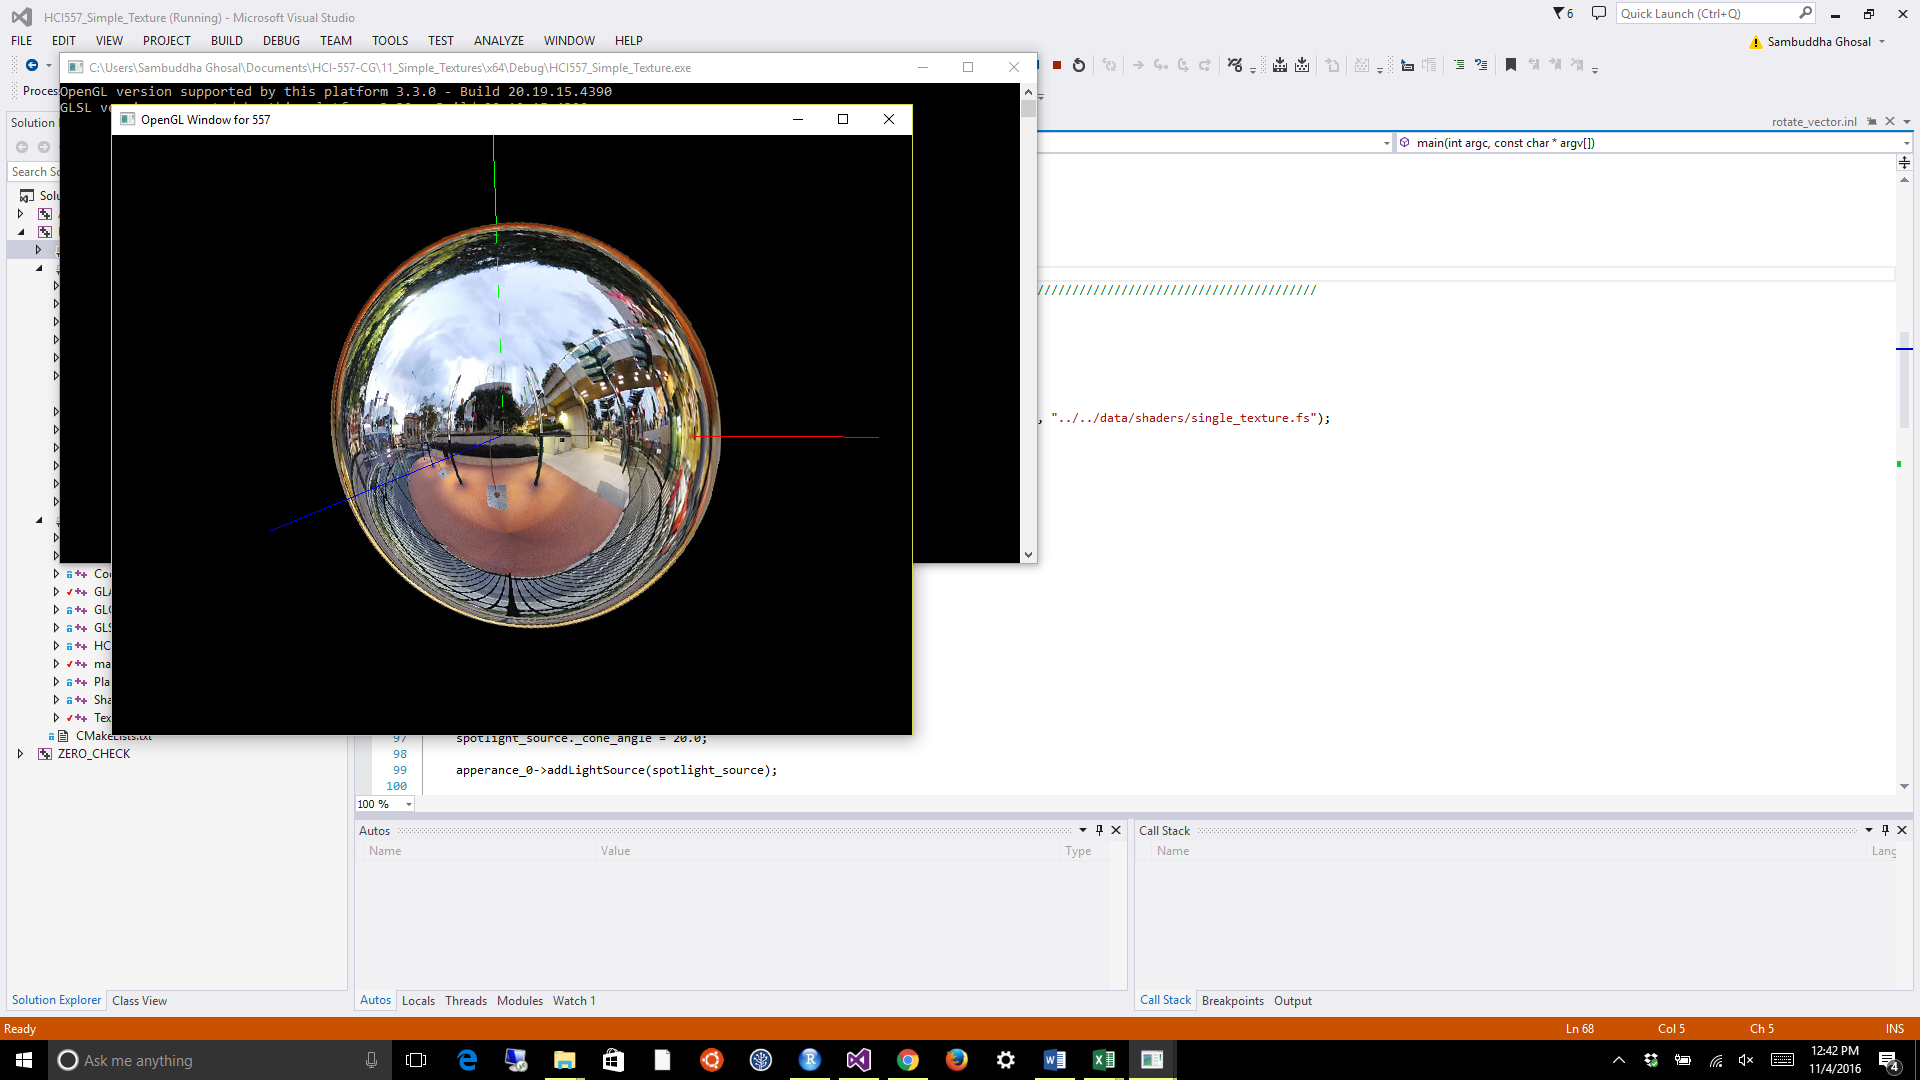 HCI557_Simple_Texture (Running) - Microsoft Visual Studio
6
Quick Launch (Ctrl+Q)
FILE EDIT VIEW PROJECT BUILD DEBUG TEAM TOOLS TEST ANALYZE WINDOW HELP
Sambuddha Ghosal
C:\Users\Sambuddha Ghosal\Documents\HCI-557-CG\11_Simple_Textures\x64\Debug\HCI557_Simple_Texture.exe
OpenGL version supported by this platform 3.3.0 - Build 20.19.15.4390
GLSL ve
OpenGL Window for 557
Proces
Solution
rotate_vector.inl
main(int argc, const char * argv[])
Search So
Solu
//////////////////////////////////////
, "../../data/shaders/single_texture.fs");
Coo
GLA
GLO
GLS
HC
ma
Pla
Sha
Tex
CMakeLists.txt
ZERO_CHECK
97 spotlight_source._cone_angle = 20.0;
98
99 apperance_0->addLightSource(spotlight_source);
100
100 %
Autos
Name Value Type
Call Stack
Name Lang
Solution Explorer Class View
Autos Locals Threads Modules Watch 1
Call Stack Breakpoints Output
Ready
Ln 68 Col 5 Ch 5 INS
Ask me anything
12:42 PM
11/4/2016
4